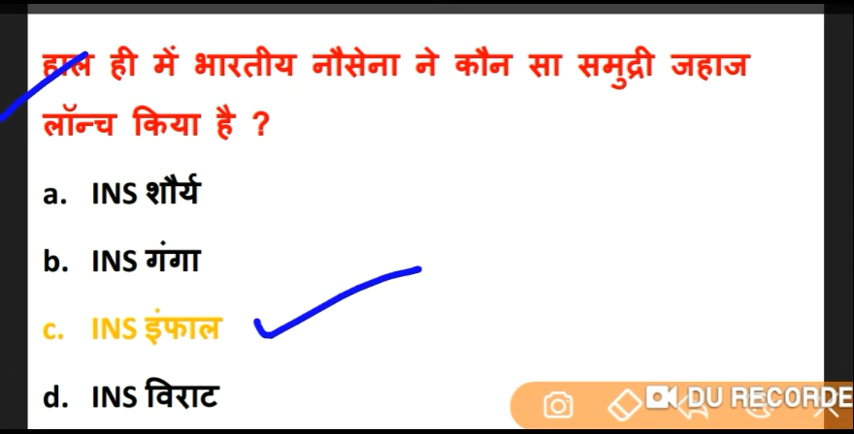 हाल ही में भारतीय नौसेना ने कौन सा समुद्री जहाज
लॉन्च किया है ?
a. INS शौर्य
b. INS गंगा
c. INS इंफाल
d. INS विराट
DU RECORDE